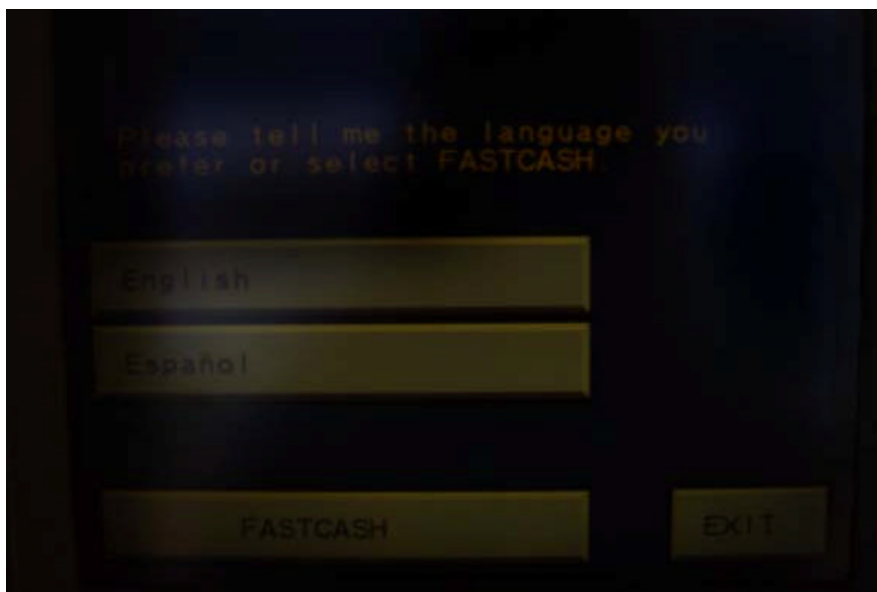 Please tell me the language you
prefer or select FASTCASH.
English
Español
FASTCASH
EXIT